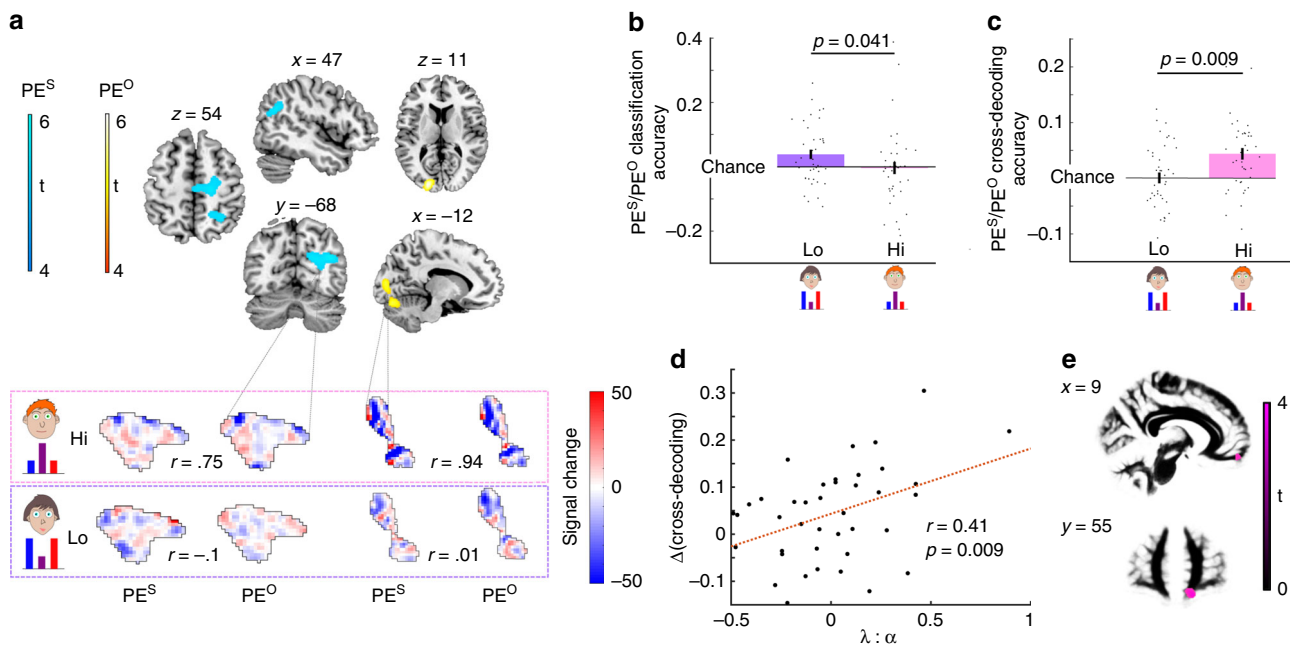 a
PE^S
PE^O
6
6
t
t
4
4
x = 47
z = 11
z = 54
y = −68
x = −12
Hi
r = .75
r = .94
Lo
r = −.1
r = .01
PE^S
PE^O
PE^S
PE^O
50
0
−50
Signal change
b
PE^S/PE^O classification
accuracy
0.4
0.2
Chance
−0.2
p = 0.041
Lo
Hi
c
PE^S/PE^O cross-decoding
accuracy
0.2
0.1
Chance
−0.1
p = 0.009
Lo
Hi
d
Δ(cross-decoding)
0.3
0.2
0.1
0
−0.1
r = 0.41
p = 0.009
−0.5
0
0.5
1
λ : α
e
x = 9
y = 55
4
t
0